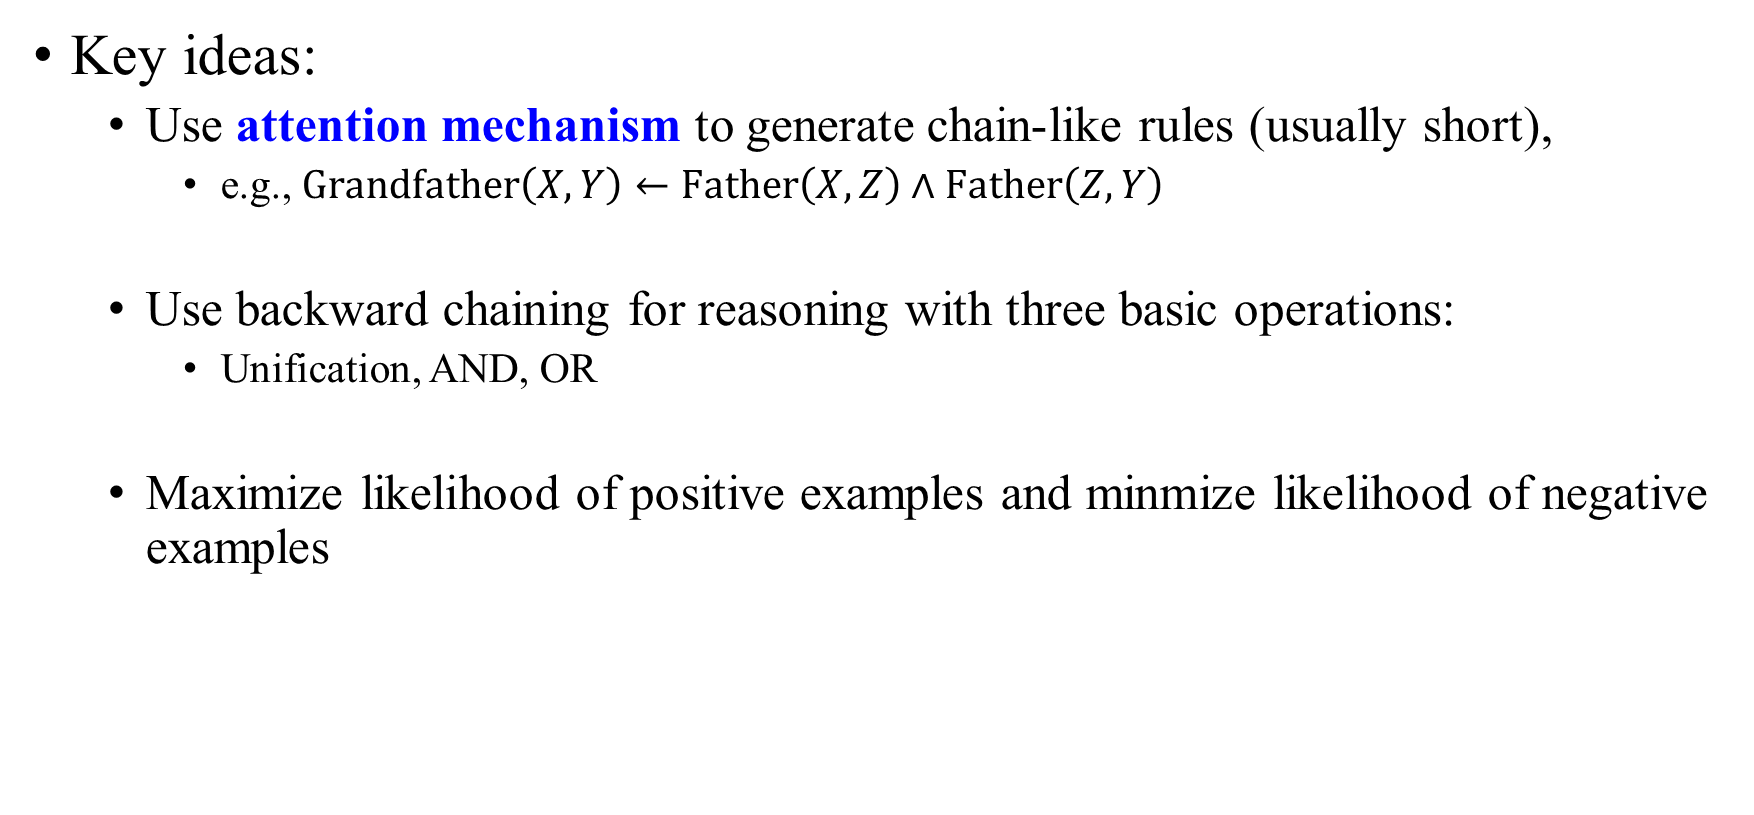 • Key ideas:
• Use attention mechanism to generate chain-like rules (usually short),
• e.g., Grandfather(X, Y) ← Father(X, Z) ∧ Father(Z, Y)
• Use backward chaining for reasoning with three basic operations:
• Unification, AND, OR
• Maximize likelihood of positive examples and minmize likelihood of negative
examples